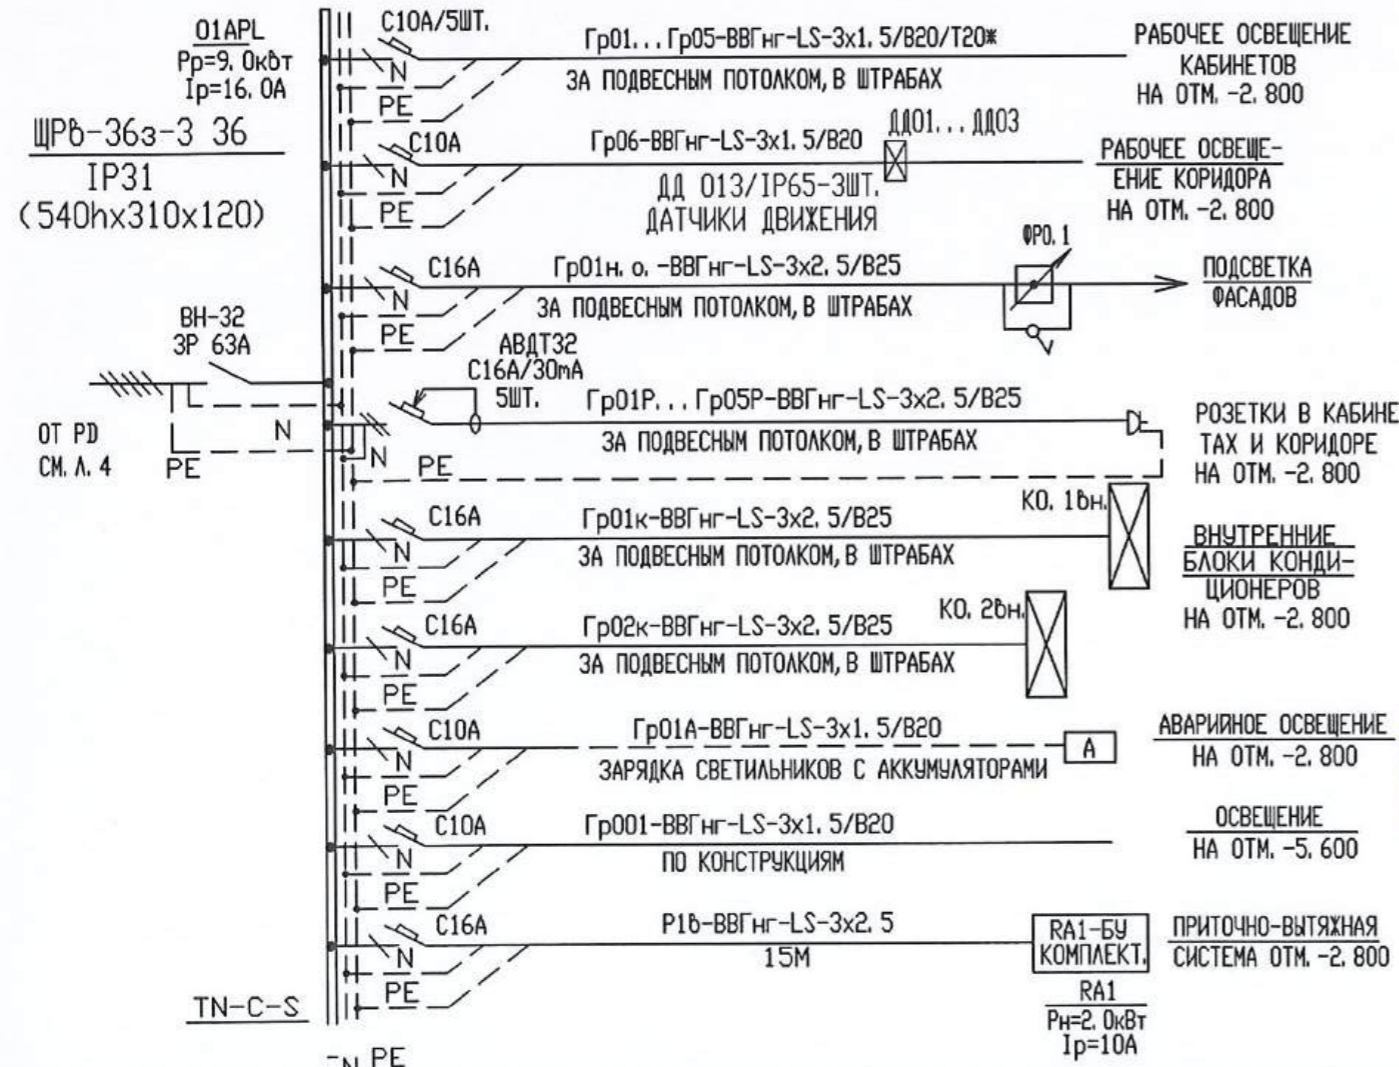 01APL
Рр=9. 0кВт
Iр=16. 0А
ЩРв-36з-3 36
IP31
(540hx310x120)
ВН-32
3Р 63А
ОТ РD
СМ. Л. 4
N
PE
TN-C-S
C10A/5ШТ.
Гр01... Гр05-ВВГнг-LS-3x1. 5/В20/Т20*
ЗА ПОДВЕСНЫМ ПОТОЛКОМ, В ШТРАБАХ
N
PE
РАБОЧЕЕ ОСВЕЩЕНИЕ
КАБИНЕТОВ
НА ОТМ. -2. 800
C10A
Гр06-ВВГнг-LS-3x1. 5/В20
ДД01... ДД03
N
PE
ДД 013/IP65-3ШТ.
ДАТЧИКИ ДВИЖЕНИЯ
РАБОЧЕЕ ОСВЕЩЕ-
ЕНИЕ КОРИДОРА
НА ОТМ. -2. 800
C16A
Гр01н. о. -ВВГнг-LS-3x2. 5/В25
ЗА ПОДВЕСНЫМ ПОТОЛКОМ, В ШТРАБАХ
N
PE
ФРО. 1
ПОДСВЕТКА
ФАСАДОВ
АВДТ32
C16A/30mA
5ШТ.
Гр01Р... Гр05Р-ВВГнг-LS-3x2. 5/В25
ЗА ПОДВЕСНЫМ ПОТОЛКОМ, В ШТРАБАХ
N
PE
РОЗЕТКИ В КАБИНЕ
ТАХ И КОРИДОРЕ
НА ОТМ. -2. 800
C16A
Гр01к-ВВГнг-LS-3x2. 5/В25
ЗА ПОДВЕСНЫМ ПОТОЛКОМ, В ШТРАБАХ
N
PE
КО. 1вн.
ВНУТРЕННИЕ
БЛОКИ КОНДИ-
ЦИОНЕРОВ
НА ОТМ. -2. 800
C16A
Гр02к-ВВГнг-LS-3x2. 5/В25
ЗА ПОДВЕСНЫМ ПОТОЛКОМ, В ШТРАБАХ
N
PE
КО. 2вн.
C10A
Гр01А-ВВГнг-LS-3x1. 5/В20
ЗАРЯДКА СВЕТИЛЬНИКОВ С АККУМУЛЯТОРАМИ
N
PE
А
АВАРИЙНОЕ ОСВЕЩЕНИЕ
НА ОТМ. -2. 800
C10A
Гр001-ВВГнг-LS-3x1. 5/В20
ПО КОНСТРУКЦИЯМ
N
PE
ОСВЕЩЕНИЕ
НА ОТМ. -5. 600
C16A
Р1в-ВВГнг-LS-3x2. 5
15М
N
PE
RA1-БУ
КОМПЛЕКТ.
ПРИТОЧНО-ВЫТЯЖНАЯ
СИСТЕМА ОТМ. -2. 800
RA1
Рн=2. 0кВт
Iр=10А
N PE